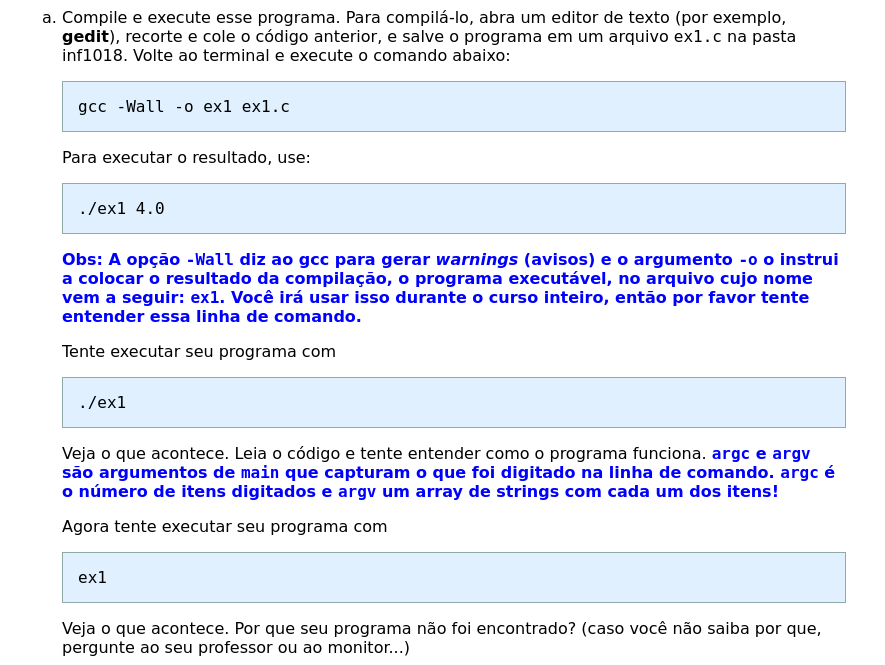 a. Compile e execute esse programa. Para compilá-lo, abra um editor de texto (por exemplo,
gedit), recorte e cole o código anterior, e salve o programa em um arquivo ex1.c na pasta
inf1018. Volte ao terminal e execute o comando abaixo:
gcc -Wall -o ex1 ex1.c
Para executar o resultado, use:
./ex1 4.0
Obs: A opção -Wall diz ao gcc para gerar warnings (avisos) e o argumento -o o instrui
a colocar o resultado da compilação, o programa executável, no arquivo cujo nome
vem a seguir: ex1. Você irá usar isso durante o curso inteiro, então por favor tente
entender essa linha de comando.
Tente executar seu programa com
./ex1
Veja o que acontece. Leia o código e tente entender como o programa funciona. argc e argv
são argumentos de main que capturam o que foi digitado na linha de comando. argc é
o número de itens digitados e argv um array de strings com cada um dos itens!
Agora tente executar seu programa com
ex1
Veja o que acontece. Por que seu programa não foi encontrado? (caso você não saiba por que,
pergunte ao seu professor ou ao monitor...)